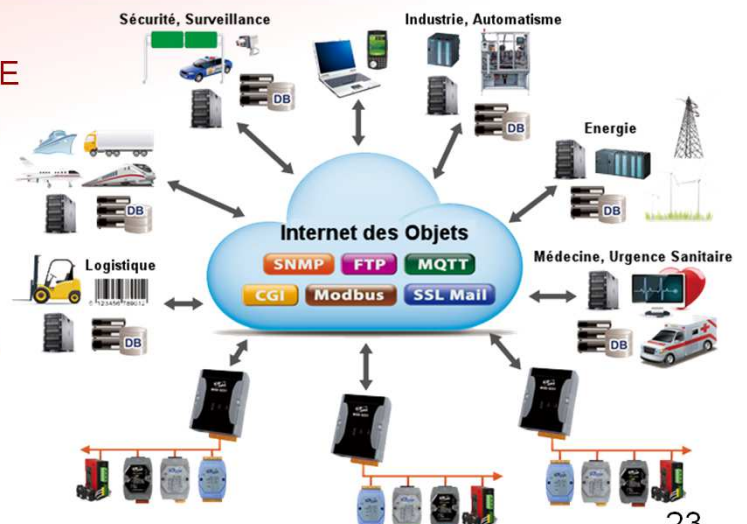 E
Sécurité, Surveillance
Industrie, Automatisme
DB
DB
Energie
DB
DB
Internet des Objets
SNMP FTP MQTT
CGI Modbus SSL Mail
Médecine, Urgence Sanitaire
DB
Logistique
DB
23